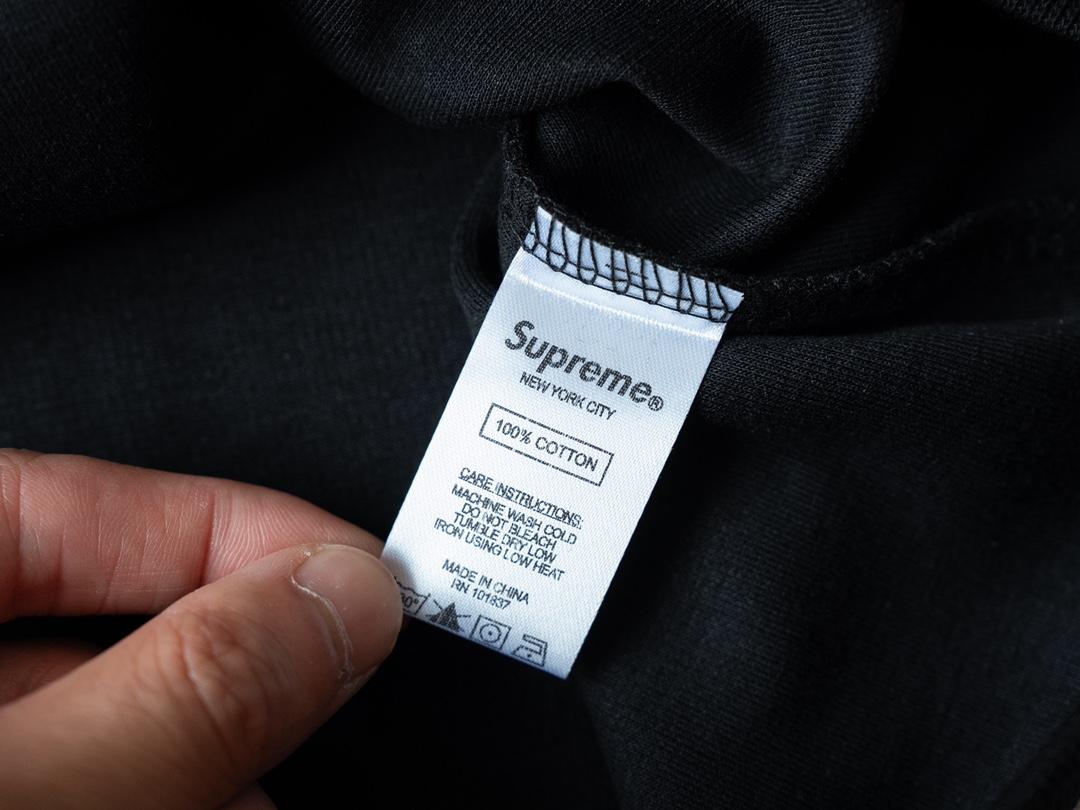 Supreme®
NEW YORK CITY
100% COTTON
CARE INSTRUCTIONS:
MACHINE WASH COLD
DO NOT BLEACH
TUMBLE DRY LOW
IRON USING LOW HEAT
MADE IN CHINA
RN 101837